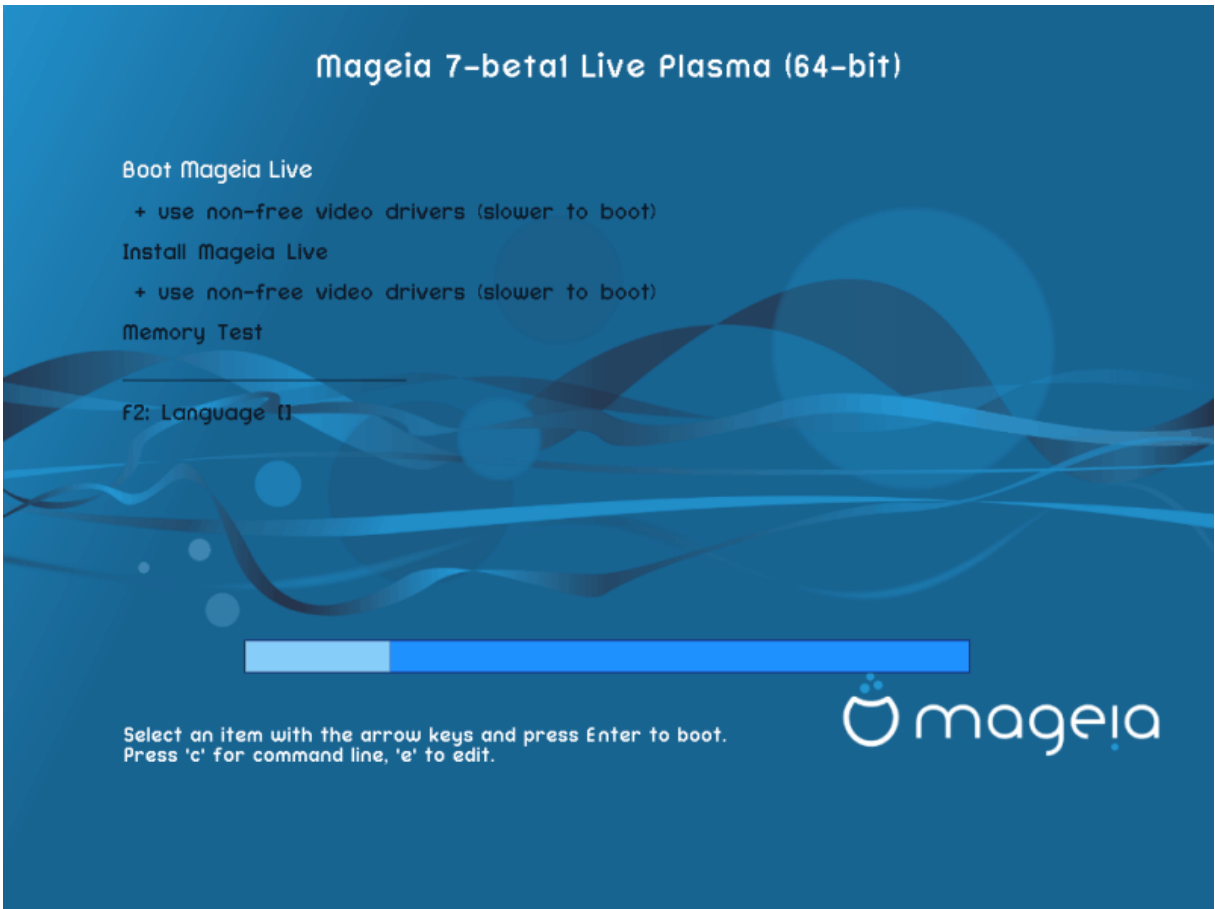 Mageia 7-beta1 Live Plasma (64-bit)
Boot Mageia Live
+ use non-free video drivers (slower to boot)
Install Mageia Live
+ use non-free video drivers (slower to boot)
Memory Test
F2: Language []
mageia
Select an item with the arrow keys and press Enter to boot.
Press 'c' for command line, 'e' to edit.